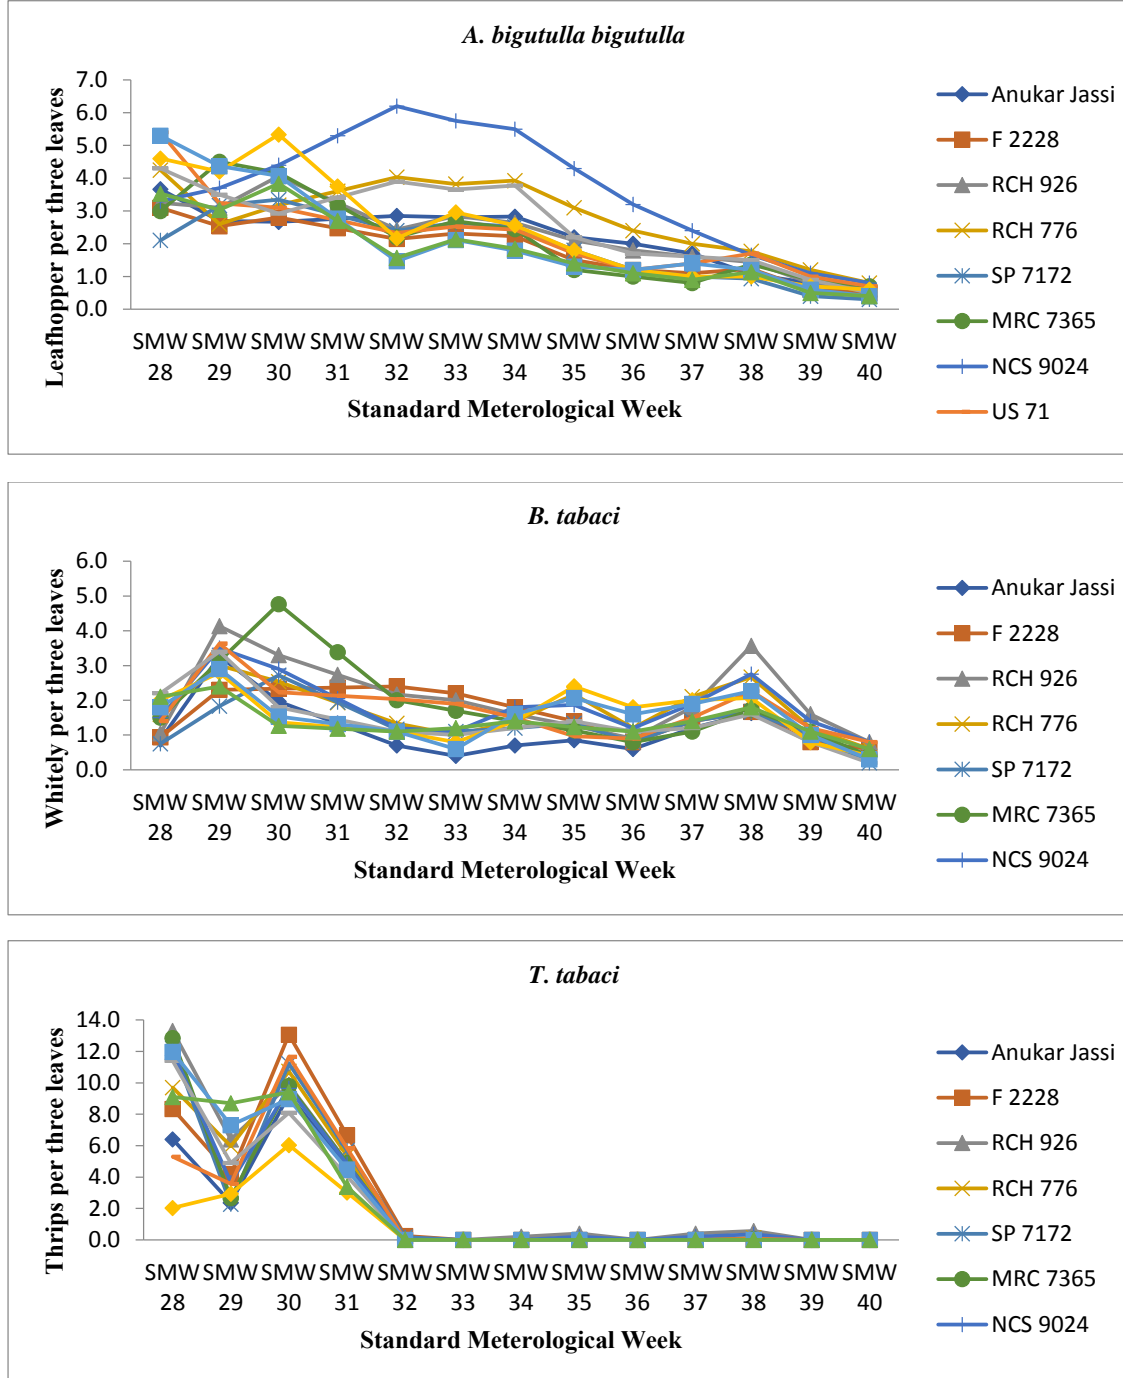 A. bigutulla bigutulla
Leafhopper per three leaves
7.0
6.0
5.0
4.0
3.0
2.0
1.0
0.0
SMW SMW SMW SMW SMW SMW SMW SMW SMW SMW SMW SMW SMW
28 29 30 31 32 33 34 35 36 37 38 39 40
Stanadard Meterological Week
Anukar Jassi
F 2228
RCH 926
RCH 776
SP 7172
MRC 7365
NCS 9024
US 71
B. tabaci
Whitely per three leaves
6.0
5.0
4.0
3.0
2.0
1.0
0.0
SMW SMW SMW SMW SMW SMW SMW SMW SMW SMW SMW SMW SMW
28 29 30 31 32 33 34 35 36 37 38 39 40
Standard Meterological Week
Anukar Jassi
F 2228
RCH 926
RCH 776
SP 7172
MRC 7365
NCS 9024
T. tabaci
Thrips per three leaves
14.0
12.0
10.0
8.0
6.0
4.0
2.0
0.0
SMW SMW SMW SMW SMW SMW SMW SMW SMW SMW SMW SMW SMW
28 29 30 31 32 33 34 35 36 37 38 39 40
Standard Meterological Week
Anukar Jassi
F 2228
RCH 926
RCH 776
SP 7172
MRC 7365
NCS 9024